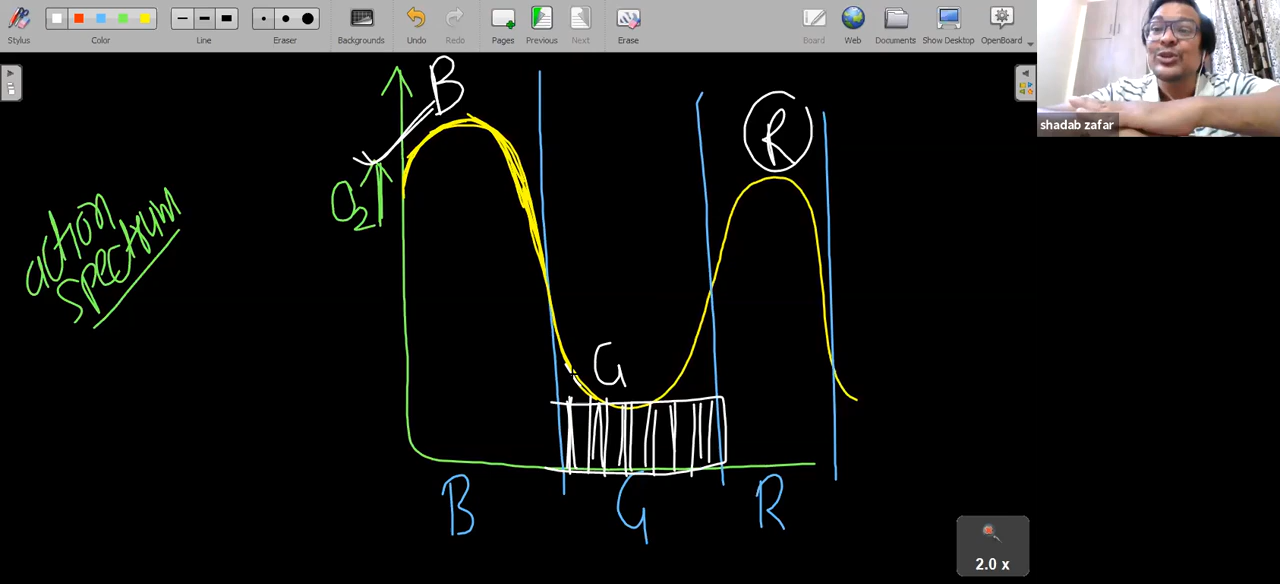 Stylus
Color
Line
Eraser
Backgrounds
Undo
Redo
Pages
Previous
Next
Erase
Board
Web
Documents
Show Desktop
OpenBoard
shadab zafar
B
R
O2
action
spectrum
G
B
G
R
2.0 x